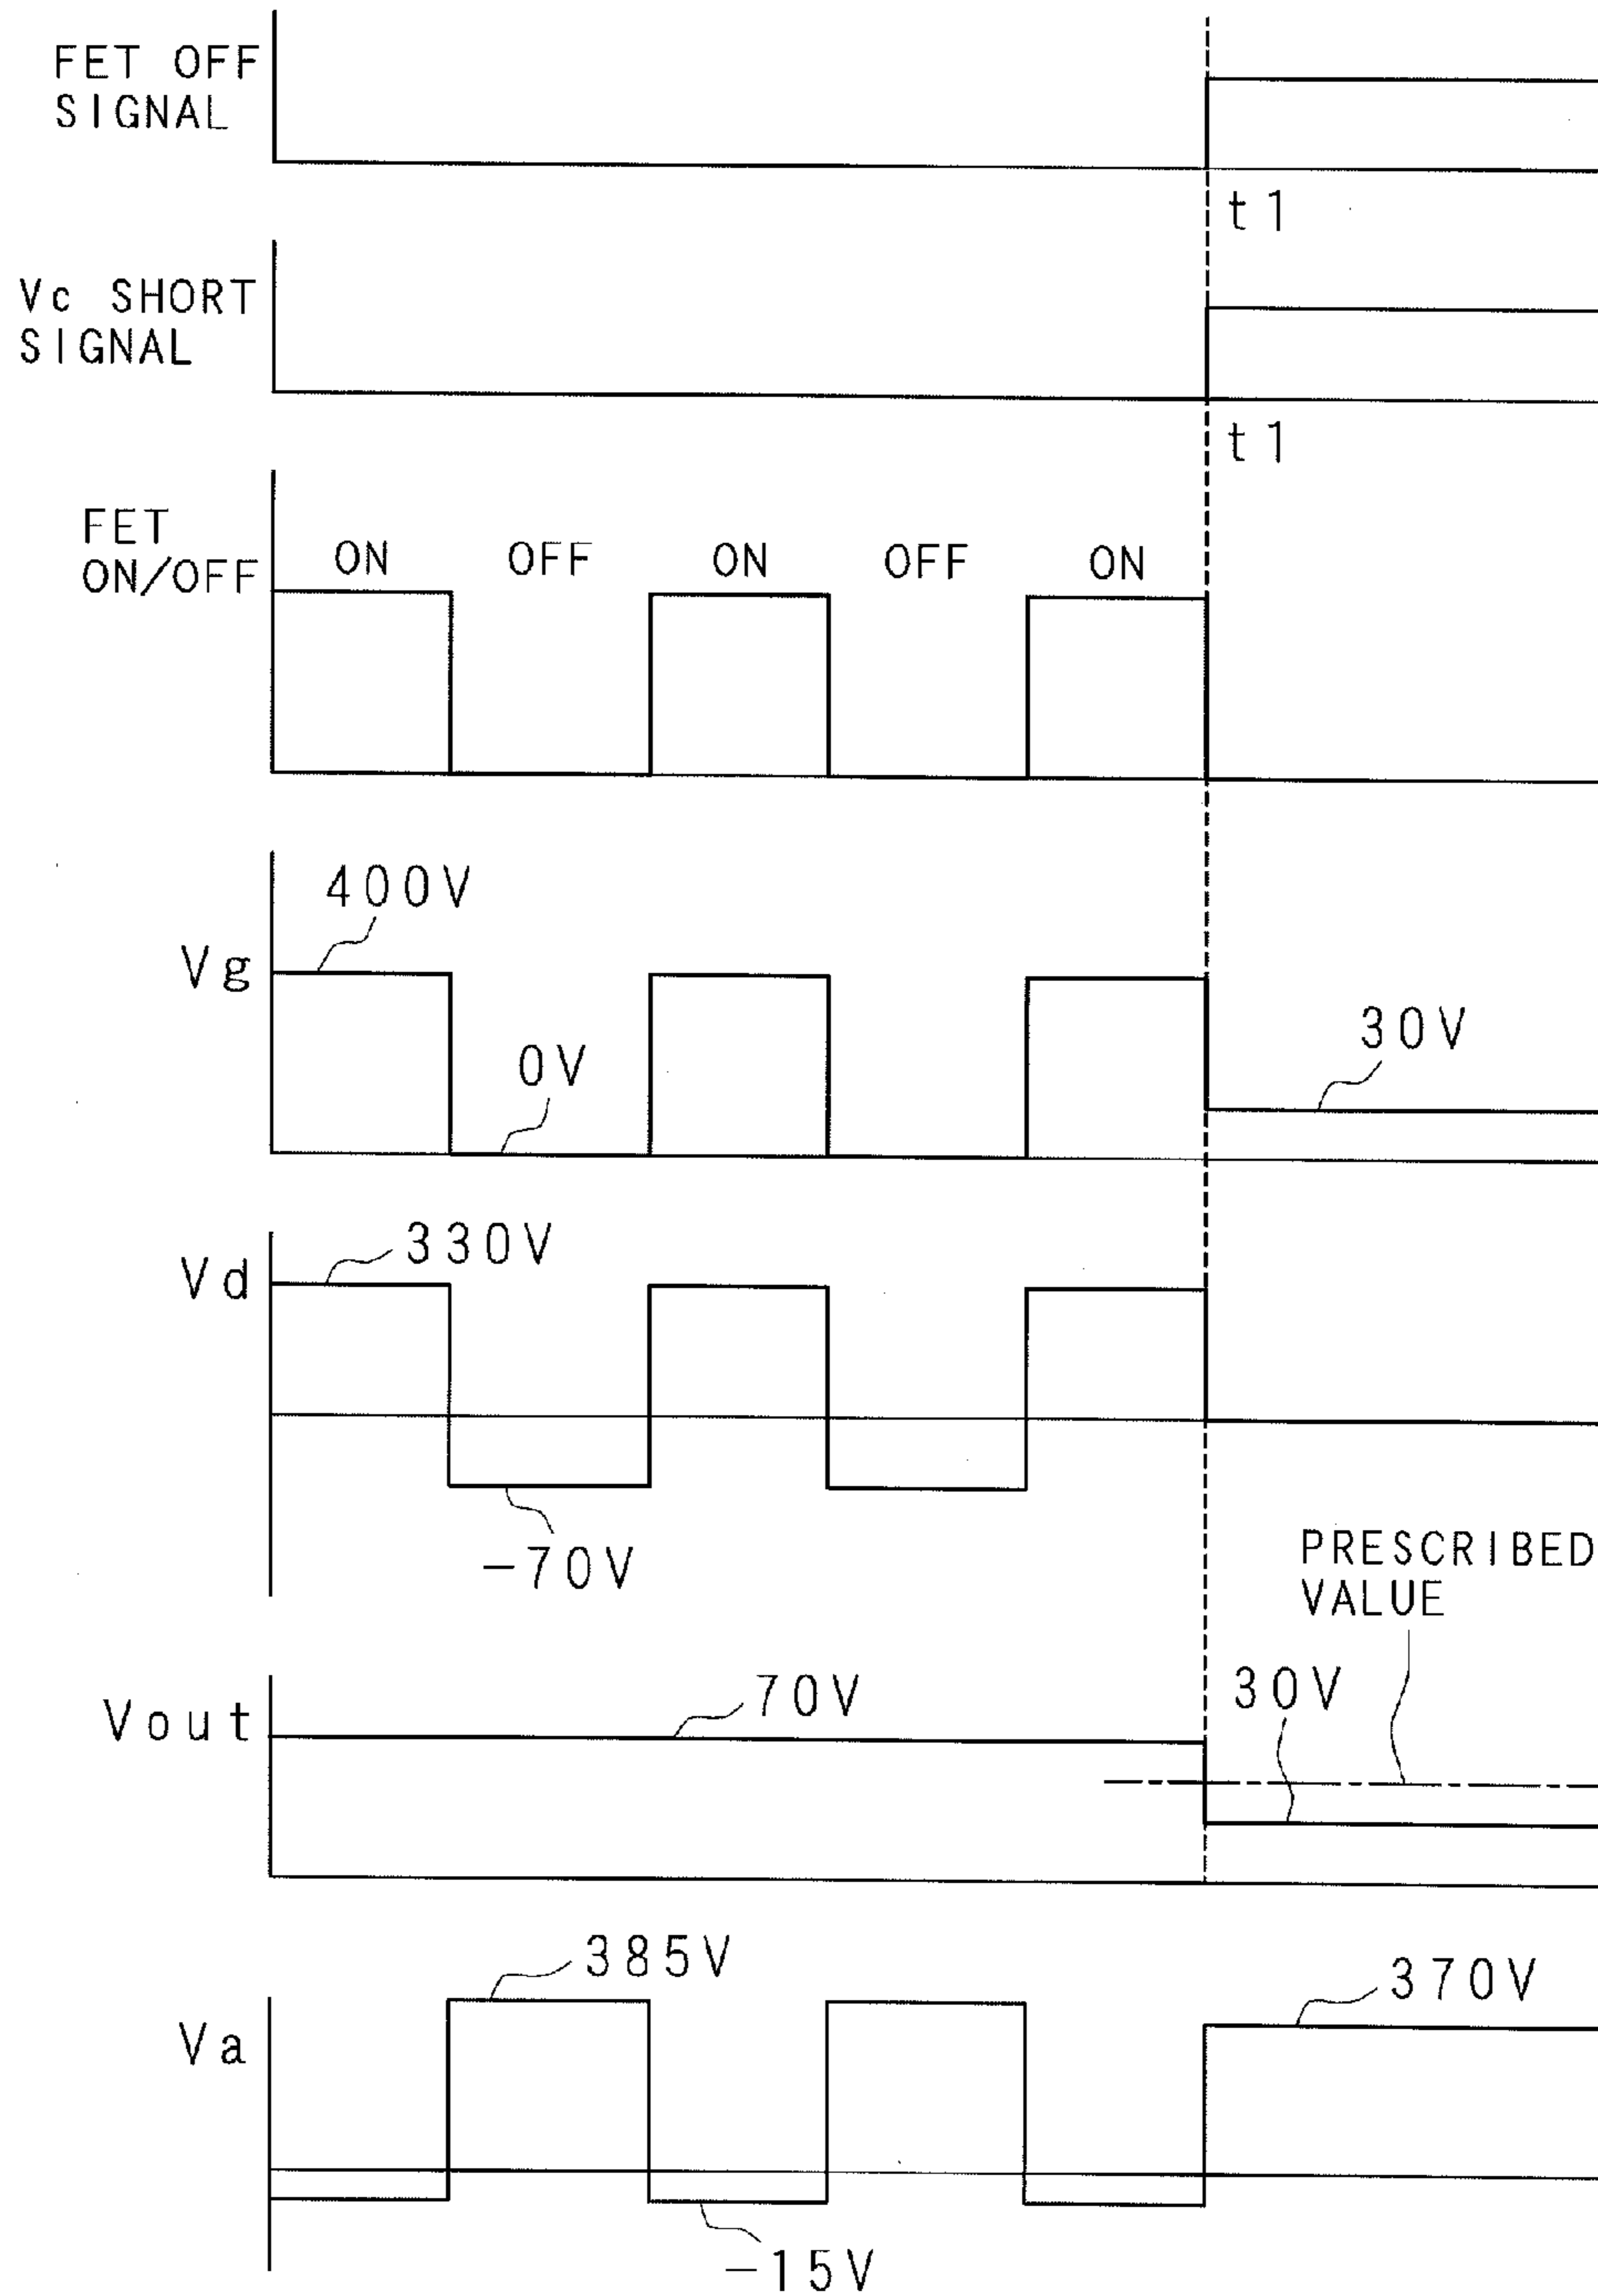 FET OFF
SIGNAL
t1
Vc SHORT
SIGNAL
t1
FET
ON/OFF
ON
OFF
ON
OFF
ON
Vg
400V
0V
30V
Vd
330V
-70V
PRESCRIBED
VALUE
Vout
70V
30V
Va
385V
370V
-15V